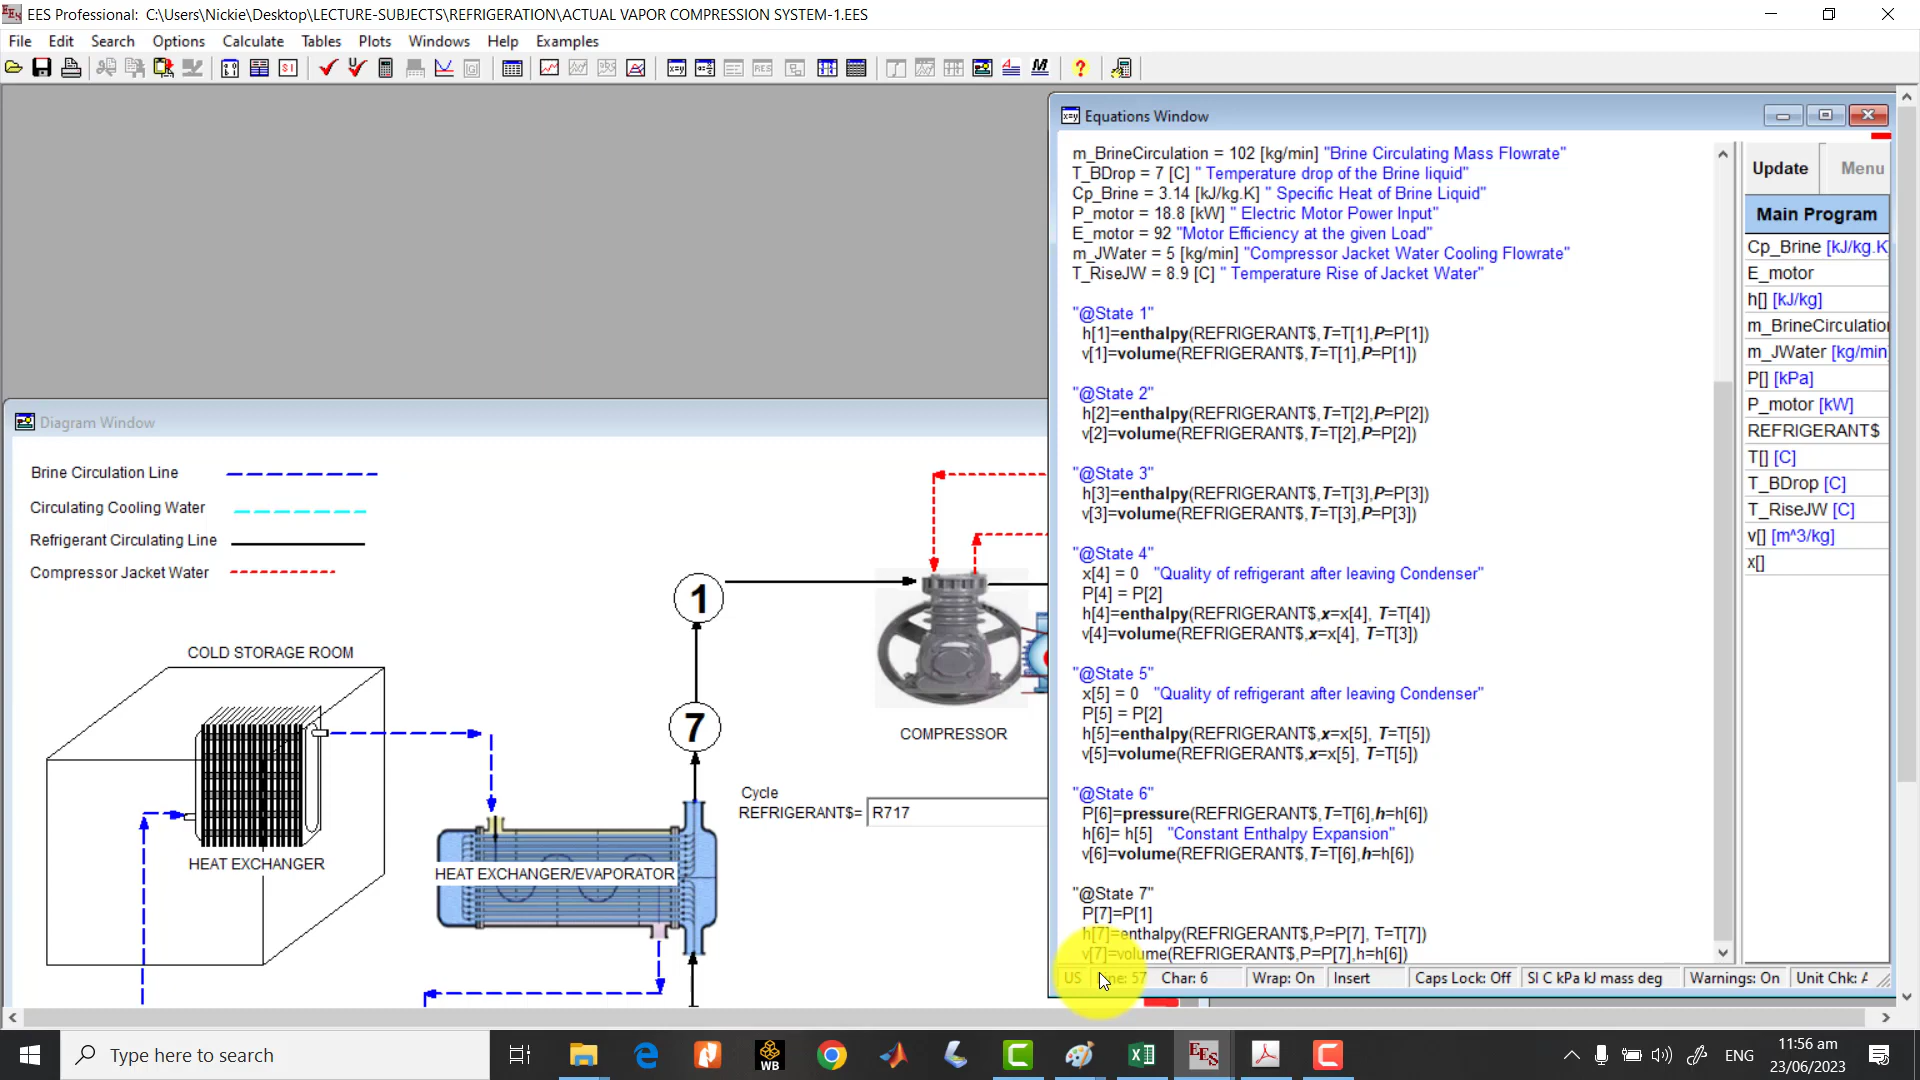 EES Professional: C:\Users\Nickie\Desktop\LECTURE-SUBJECTS\REFRIGERATION\ACTUAL VAPOR COMPRESSION SYSTEM-1.EES
File Edit Search Options Calculate Tables Plots Windows Help Examples
Equations Window
m_BrineCirculation = 102 [kg/min] "Brine Circulating Mass Flowrate"
T_BDrop = 7 [C] " Temperature drop of the Brine liquid"
Cp_Brine = 3.14 [kJ/kg.K] " Specific Heat of Brine Liquid"
P_motor = 18.8 [kW] " Electric Motor Power Input"
E_motor = 92 "Motor Efficiency at the given Load"
m_JWater = 5 [kg/min] "Compressor Jacket Water Cooling Flowrate"
T_RiseJW = 8.9 [C] " Temperature Rise of Jacket Water"
"@State 1"
h[1]=enthalpy(REFRIGERANT$,T=T[1],P=P[1])
v[1]=volume(REFRIGERANT$,T=T[1],P=P[1])
"@State 2"
h[2]=enthalpy(REFRIGERANT$,T=T[2],P=P[2])
v[2]=volume(REFRIGERANT$,T=T[2],P=P[2])
"@State 3"
h[3]=enthalpy(REFRIGERANT$,T=T[3],P=P[3])
v[3]=volume(REFRIGERANT$,T=T[3],P=P[3])
"@State 4"
x[4] = 0 "Quality of refrigerant after leaving Condenser"
P[4] = P[2]
h[4]=enthalpy(REFRIGERANT$,x=x[4], T=T[4])
v[4]=volume(REFRIGERANT$,x=x[4], T=T[3])
"@State 5"
x[5] = 0 "Quality of refrigerant after leaving Condenser"
P[5] = P[2]
h[5]=enthalpy(REFRIGERANT$,x=x[5], T=T[5])
v[5]=volume(REFRIGERANT$,x=x[5], T=T[5])
"@State 6"
P[6]=pressure(REFRIGERANT$,T=T[6],h=h[6])
h[6]= h[5] "Constant Enthalpy Expansion"
v[6]=volume(REFRIGERANT$,T=T[6],h=h[6])
"@State 7"
P[7]=P[1]
h[7]=enthalpy(REFRIGERANT$,P=P[7], T=T[7])
v[7]=volume(REFRIGERANT$,P=P[7],h=h[6])
US 57 Char: 6 Wrap: On Insert Caps Lock: Off SI C kPa kJ mass deg Warnings: On Unit Chk:
Update Menu
Main Program
Cp_Brine [kJ/kg.K
E_motor
h[] [kJ/kg]
m_BrineCirculatio
m_JWater [kg/min
P[] [kPa]
P_motor [kW]
REFRIGERANT$
T[] [C]
T_BDrop [C]
T_RiseJW [C]
v[] [m^3/kg]
x[]
Diagram Window
Brine Circulation Line
Circulating Cooling Water
Refrigerant Circulating Line
Compressor Jacket Water
COLD STORAGE ROOM
HEAT EXCHANGER
HEAT EXCHANGER/EVAPORATOR
1
7
COMPRESSOR
Cycle
REFRIGERANT$= R717
Type here to search
WB
EES
ENG
11:56 am
23/06/2023